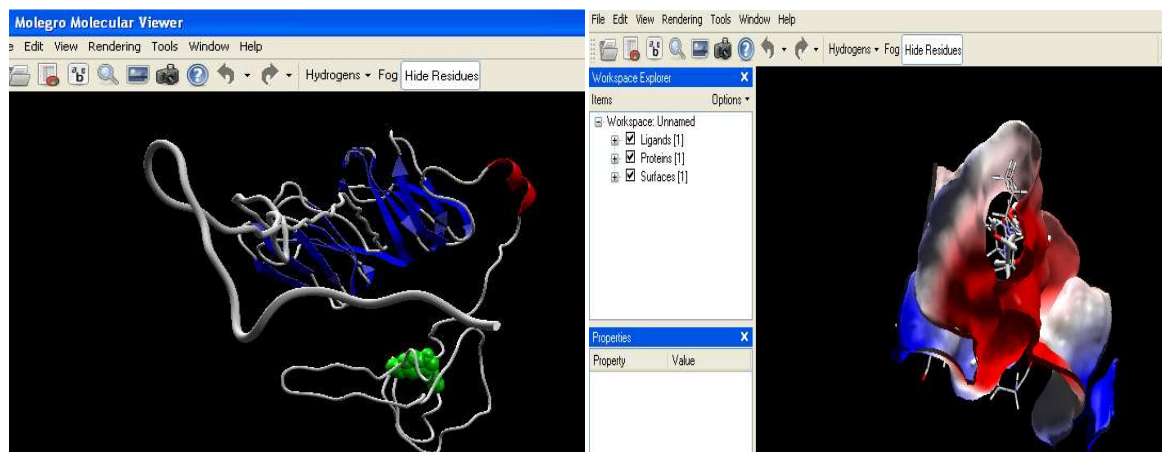 Molegro Molecular Viewer
Edit View Rendering Tools Window Help
Hydrogens Fog Hide Residues
File Edit View Rendering Tools Window Help
Hydrogens Fog Hide Residues
Workspace Explorer X
Items Options
Workspace: Unnamed
Ligands [1]
Proteins [1]
Surfaces [1]
Properties X
Property Value